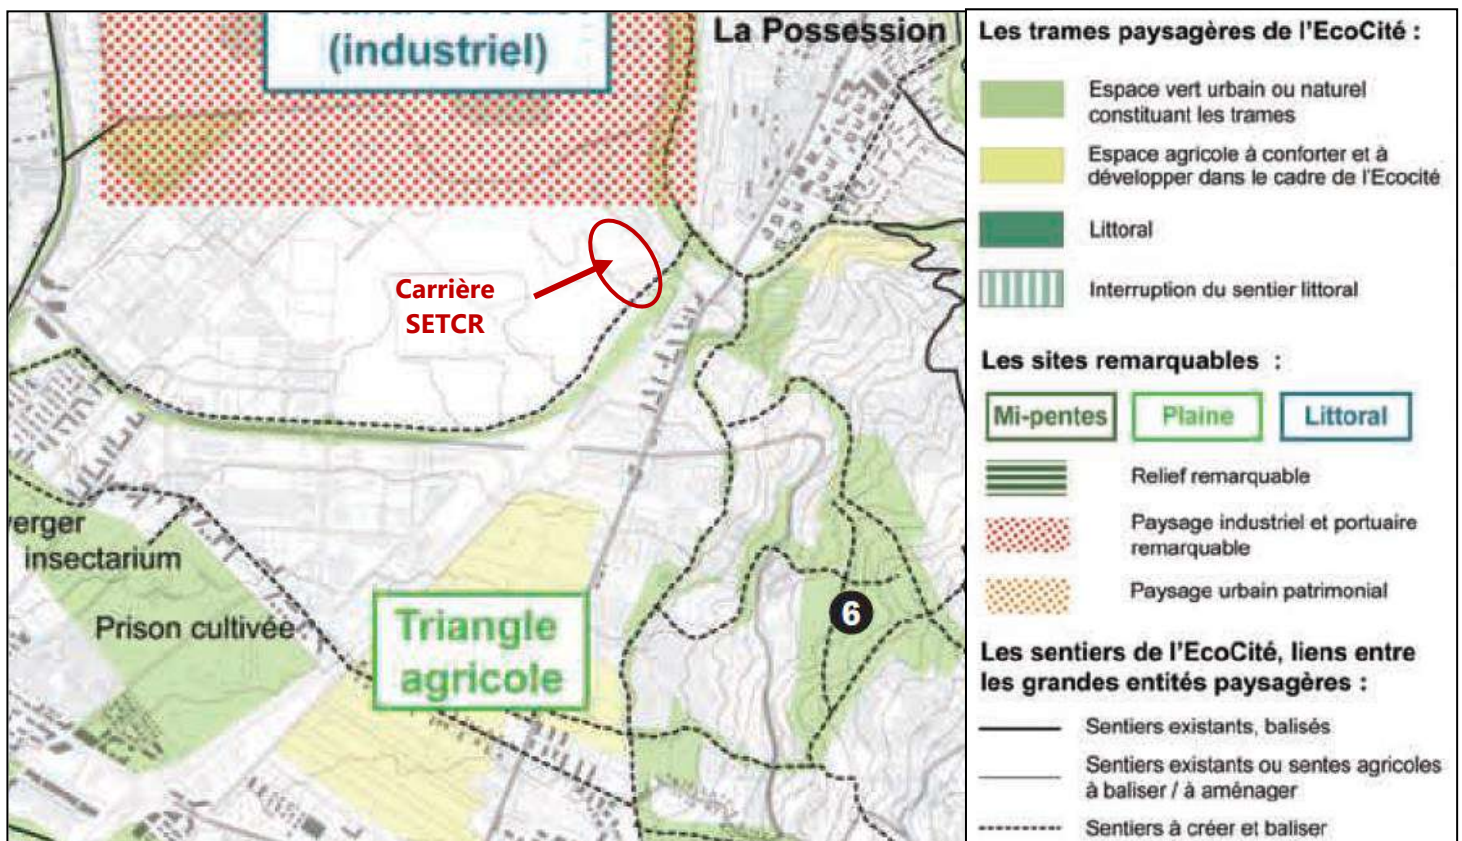 (industriel)
La Possession
Carrière
SETCR
verger
insectarium
Prison cultivée
Triangle
agricole
6
Les trames paysagères de l'EcoCité :
Espace vert urbain ou naturel
constituant les trames
Espace agricole à conforter et à
développer dans le cadre de l'Ecocité
Littoral
Interruption du sentier littoral
Les sites remarquables :
Mi-pentes
Plaine
Littoral
Relief remarquable
Paysage industriel et portuaire
remarquable
Paysage urbain patrimonial
Les sentiers de l'EcoCité, liens entre
les grandes entités paysagères :
Sentiers existants, balisés
Sentiers existants ou sentes agricoles
à baliser / à aménager
Sentiers à créer et baliser